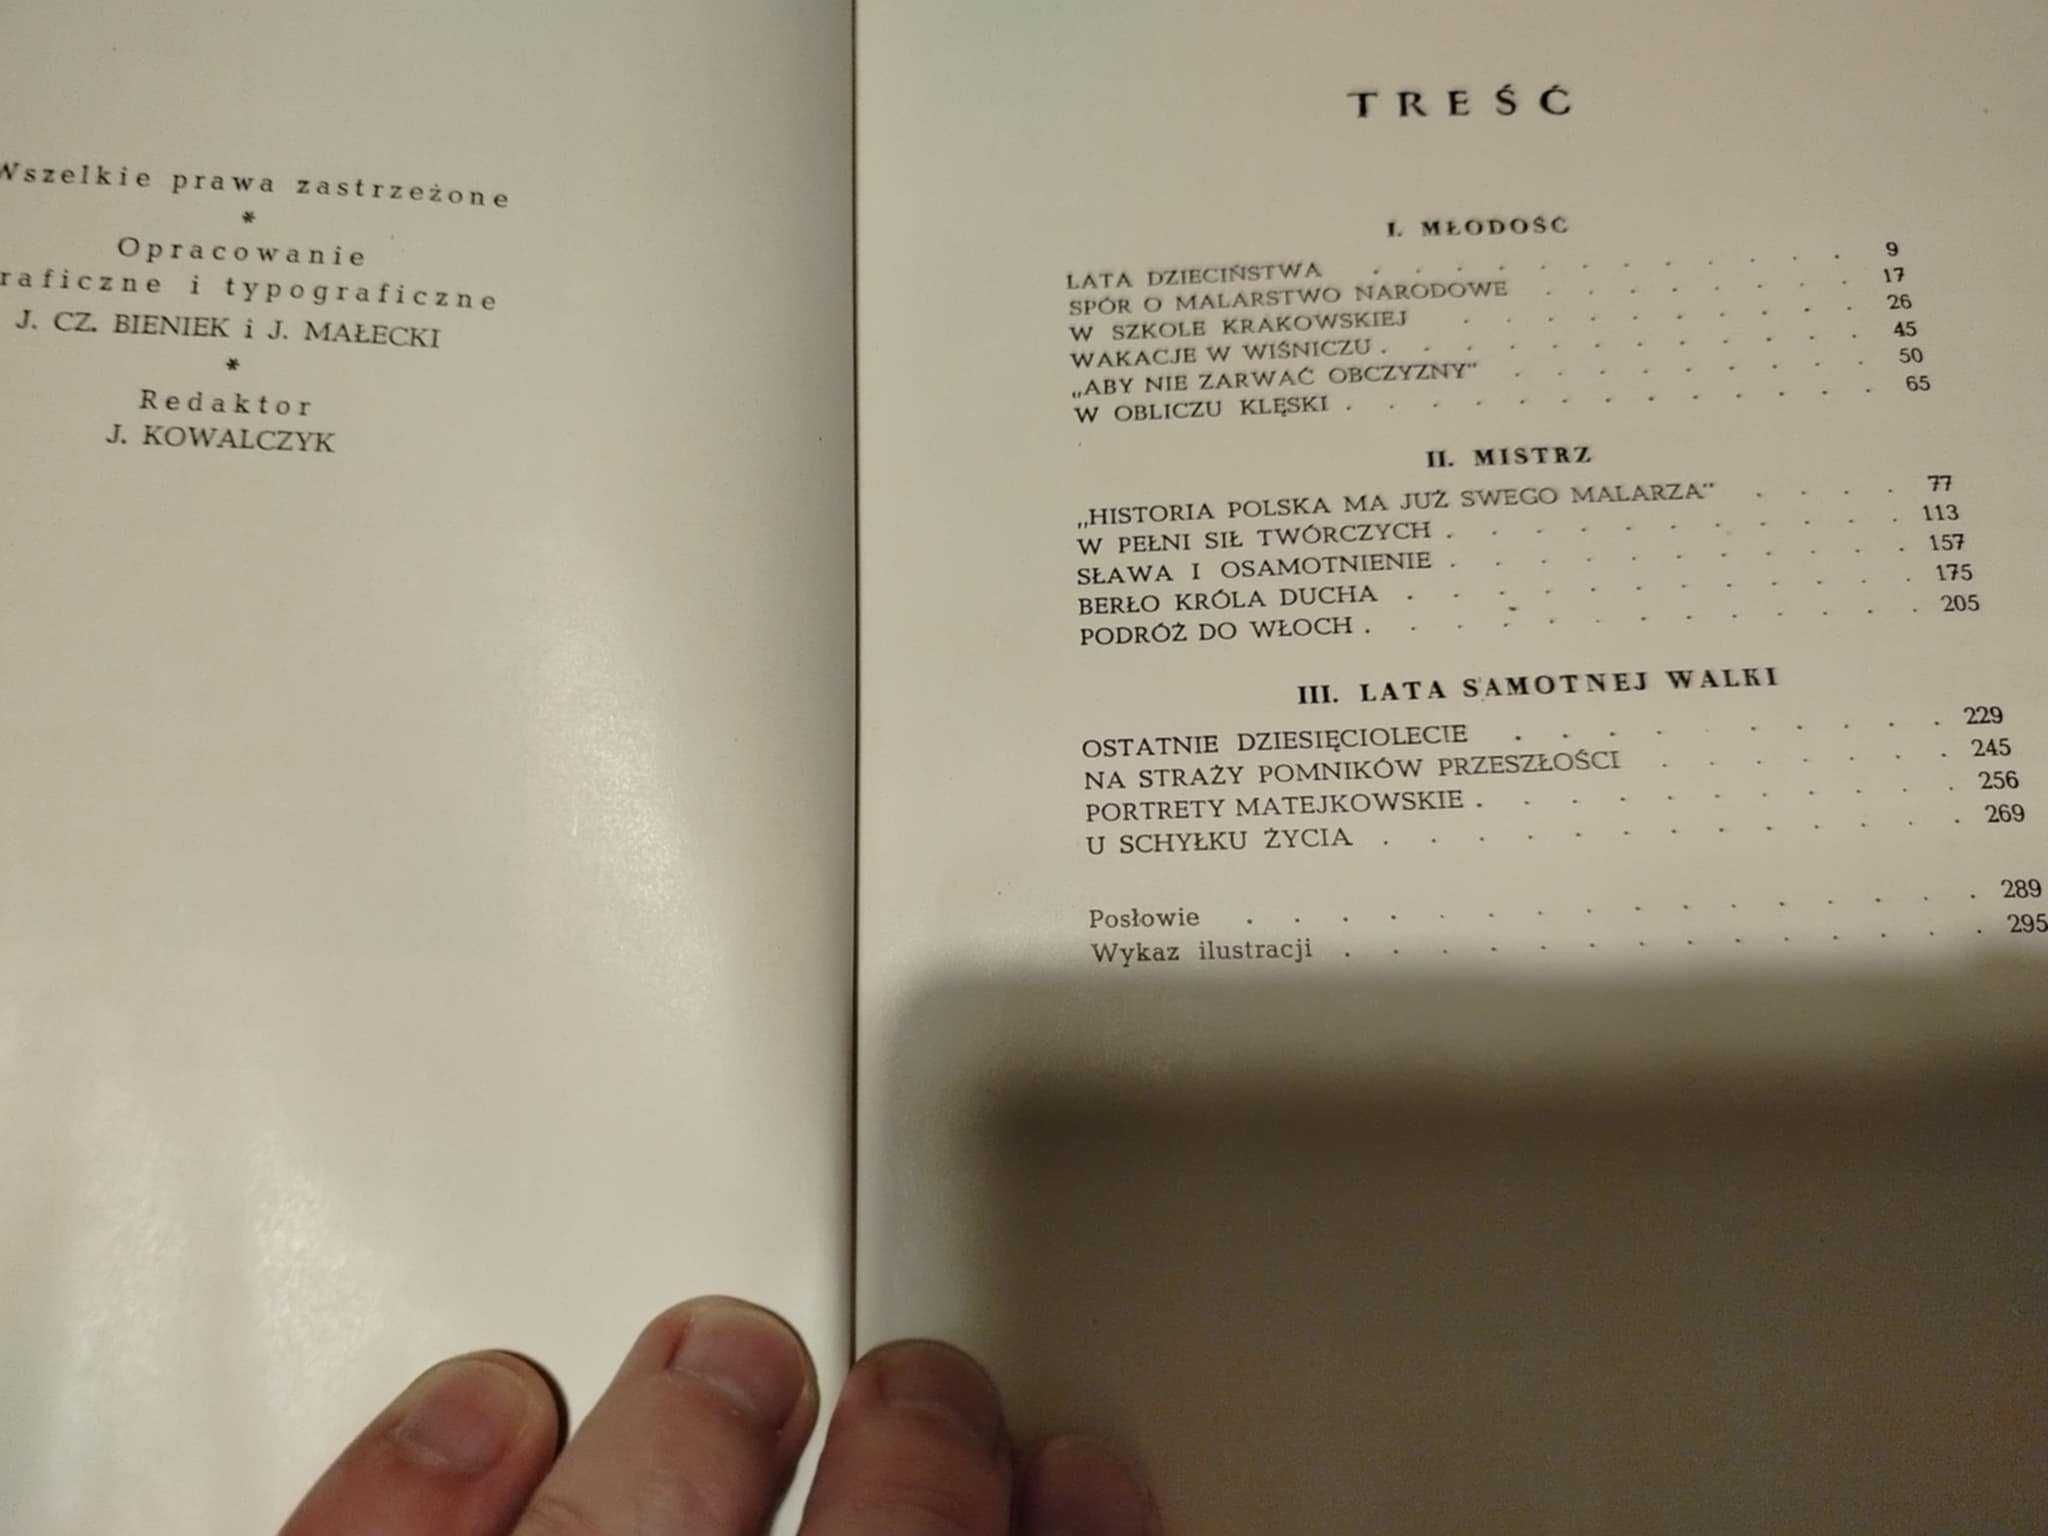 Wszelkie prawa zastrzeżone
*
Opracowanie
raficzne i typograficzne
J. CZ. BIENIEK i J. MAŁECKI
*
Redaktor
J. KOWALCZYK
TREŚĆ
I. MŁODOŚĆ
LATA DZIECIŃSTWA . . . . . . . . . . . . 9
SPÓR O MALARSTWO NARODOWE . . . . . . . . 17
W SZKOLE KRAKOWSKIEJ . . . . . . . . . . 26
WAKACJE W WIŚNICZU . . . . . . . . . . . . 45
„ABY NIE ZARWAĆ OBCZYZNY" . . . . . . . . . 50
W OBLICZU KLĘSKI . . . . . . . . . . . . . 65
II. MISTRZ
„HISTORIA POLSKA MA JUŻ SWEGO MALARZA" . . . . 77
W PEŁNI SIŁ TWÓRCZYCH . . . . . . . . . . . 113
SŁAWA I OSAMOTNIENIE . . . . . . . . . . . 157
BERŁO KRÓLA DUCHA . . . . . . . . . . . . 175
PODRÓŻ DO WŁOCH . . . . . . . . . . . . . 205
III. LATA SAMOTNEJ WALKI
OSTATNIE DZIESIĘCIOLECIE . . . . . . . . . . 229
NA STRAŻY POMNIKÓW PRZESZŁOŚCI . . . . . . . 245
PORTRETY MATEJKOWSKIE . . . . . . . . . . . 256
U SCHYŁKU ŻYCIA . . . . . . . . . . . . . 269
Posłowie . . . . . . . . . . . . . . . . 289
Wykaz ilustracji . . . . . . . . . . . . . . 295